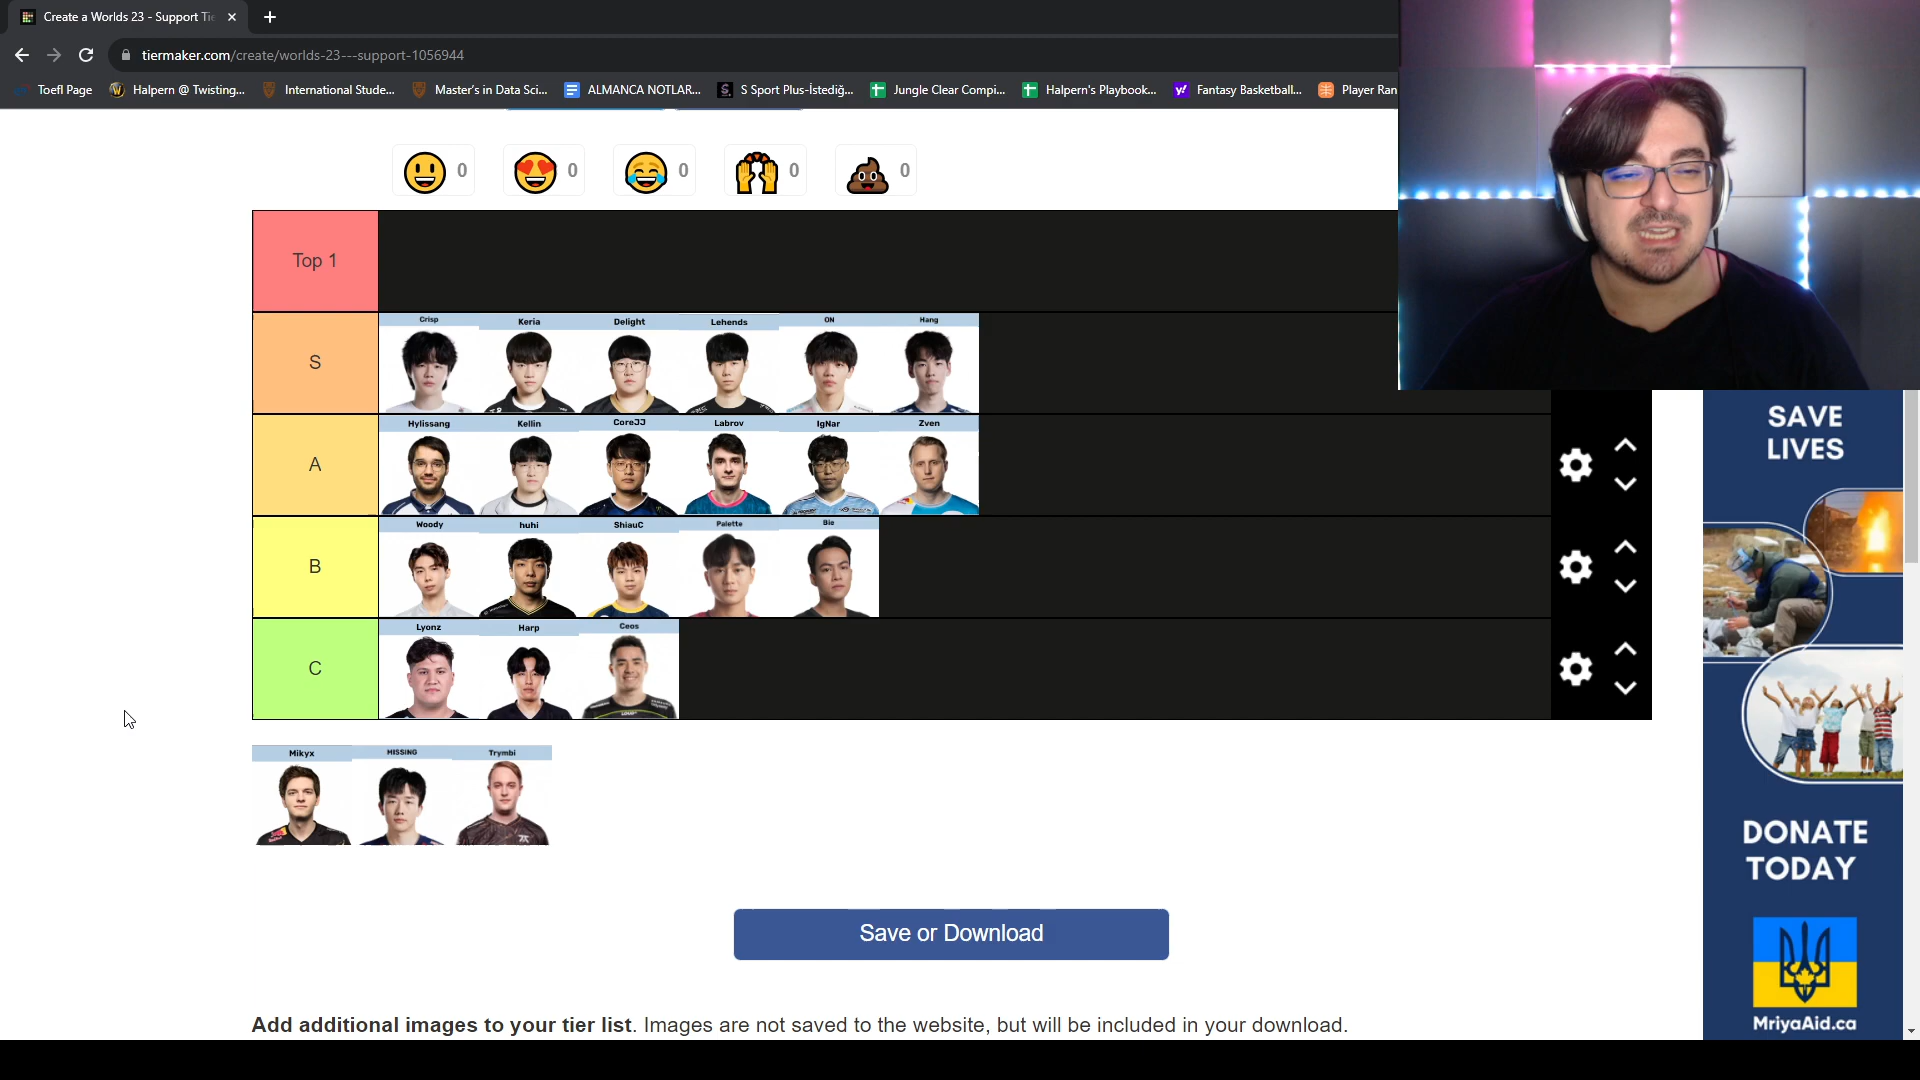 Create a Worlds 23 - Support Tie
tiermaker.com/create/worlds-23---support-1056944
Toefl Page
Halpern @ Twisting...
International Stude...
Master's in Data Sci...
ALMANCA NOTLAR...
S Sport Plus-İstediğ...
Jungle Clear Compi...
Halpern's Playbook...
Fantasy Basketball...
Player Ran
0 0 0 0 0
Top 1
S
Crisp Keria Delight Lehends ON Hang
A
Hylissang Kellin CoreJJ Labrov IgNar Zven
B
Woody huhi ShiauC Palette Bie
C
Lyonz Harp Ceos
Mikyx MISSING Trymbi
Save or Download
Add additional images to your tier list. Images are not saved to the website, but will be included in your download.
SAVE
LIVES
DONATE
TODAY
MriyaAid.ca